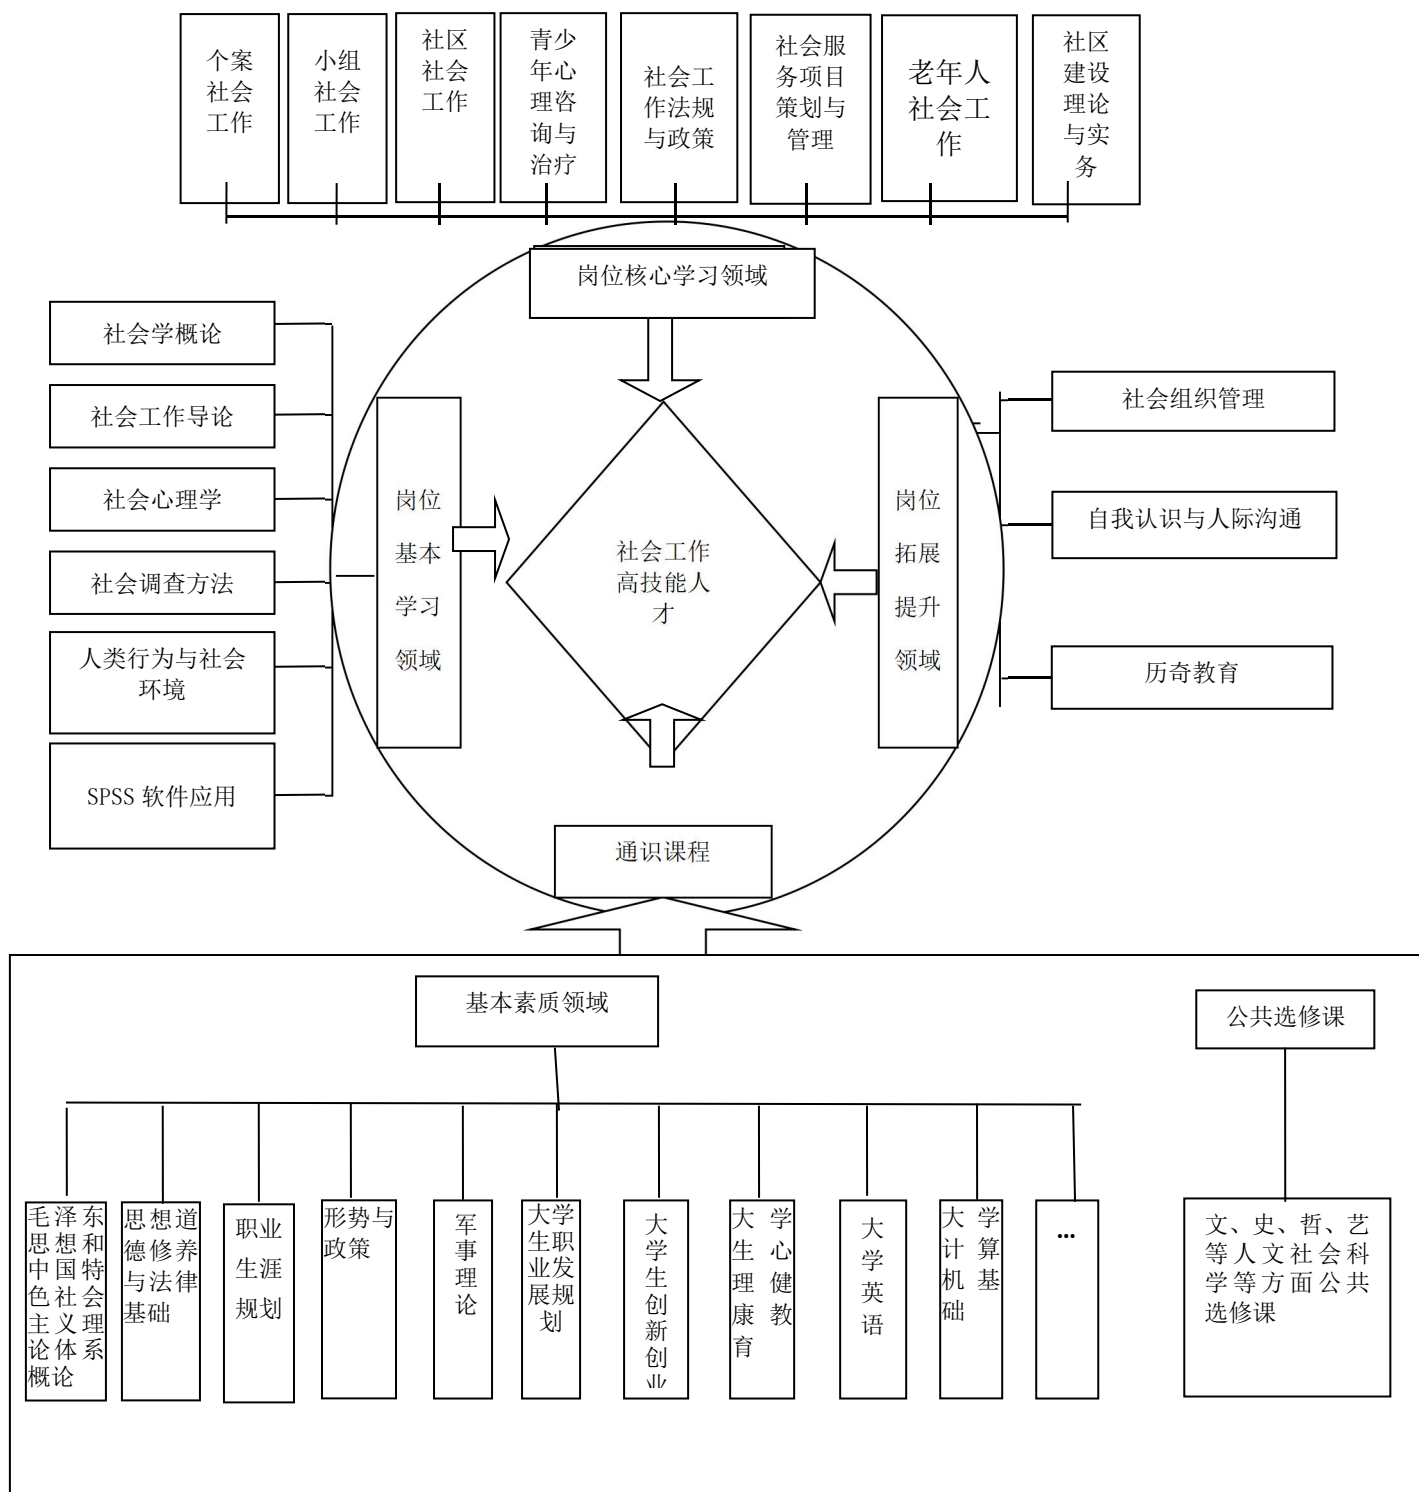 个案
社会
工作
小组
社会
工作
社区
社会
工作
青少
年心
理咨
询与
治疗
社会工
作法规
与政策
社会服
务项目
策划与
管理
老年人
社会工
作
社区
建设
理论
与实
务
岗位核心学习领域
社会学概论
社会工作导论
社会心理学
社会调查方法
人类行为与社会
环境
SPSS 软件应用
岗位
基本
学习
领域
社会工作
高技能人
才
岗位
拓展
提升
领域
社会组织管理
自我认识与人际沟通
历奇教育
通识课程
基本素质领域
公共选修课
毛泽东
思想和
中国特
色社会
主义理
论体系
概论
思想道
德修养
与法律
基础
职业
生涯
规划
形势与
政策
军
事
理
论
大学
生职
业发
展规
划
大
学
生
创
新
创
业
大学
生心
理健
康教
育
大
学
英
语
大学
计算
机基
础
...
文、史、哲、艺
等人文社会科
学等方面公共
选修课